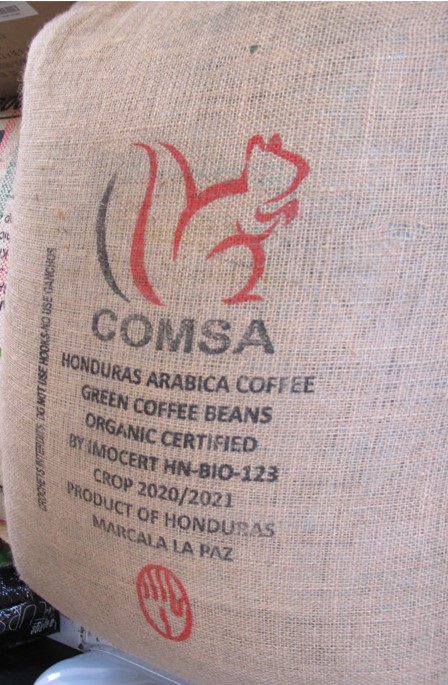 COMSA
HONDURAS ARABICA COFFEE
GREEN COFFEE BEANS
ORGANIC CERTIFIED
BY IMOCERT HN-BIO-123
CROP 2020/2021
PRODUCT OF HONDURAS
MARCALA LA PAZ
DO NOT USE HOOKS-NO USE GANCHOS